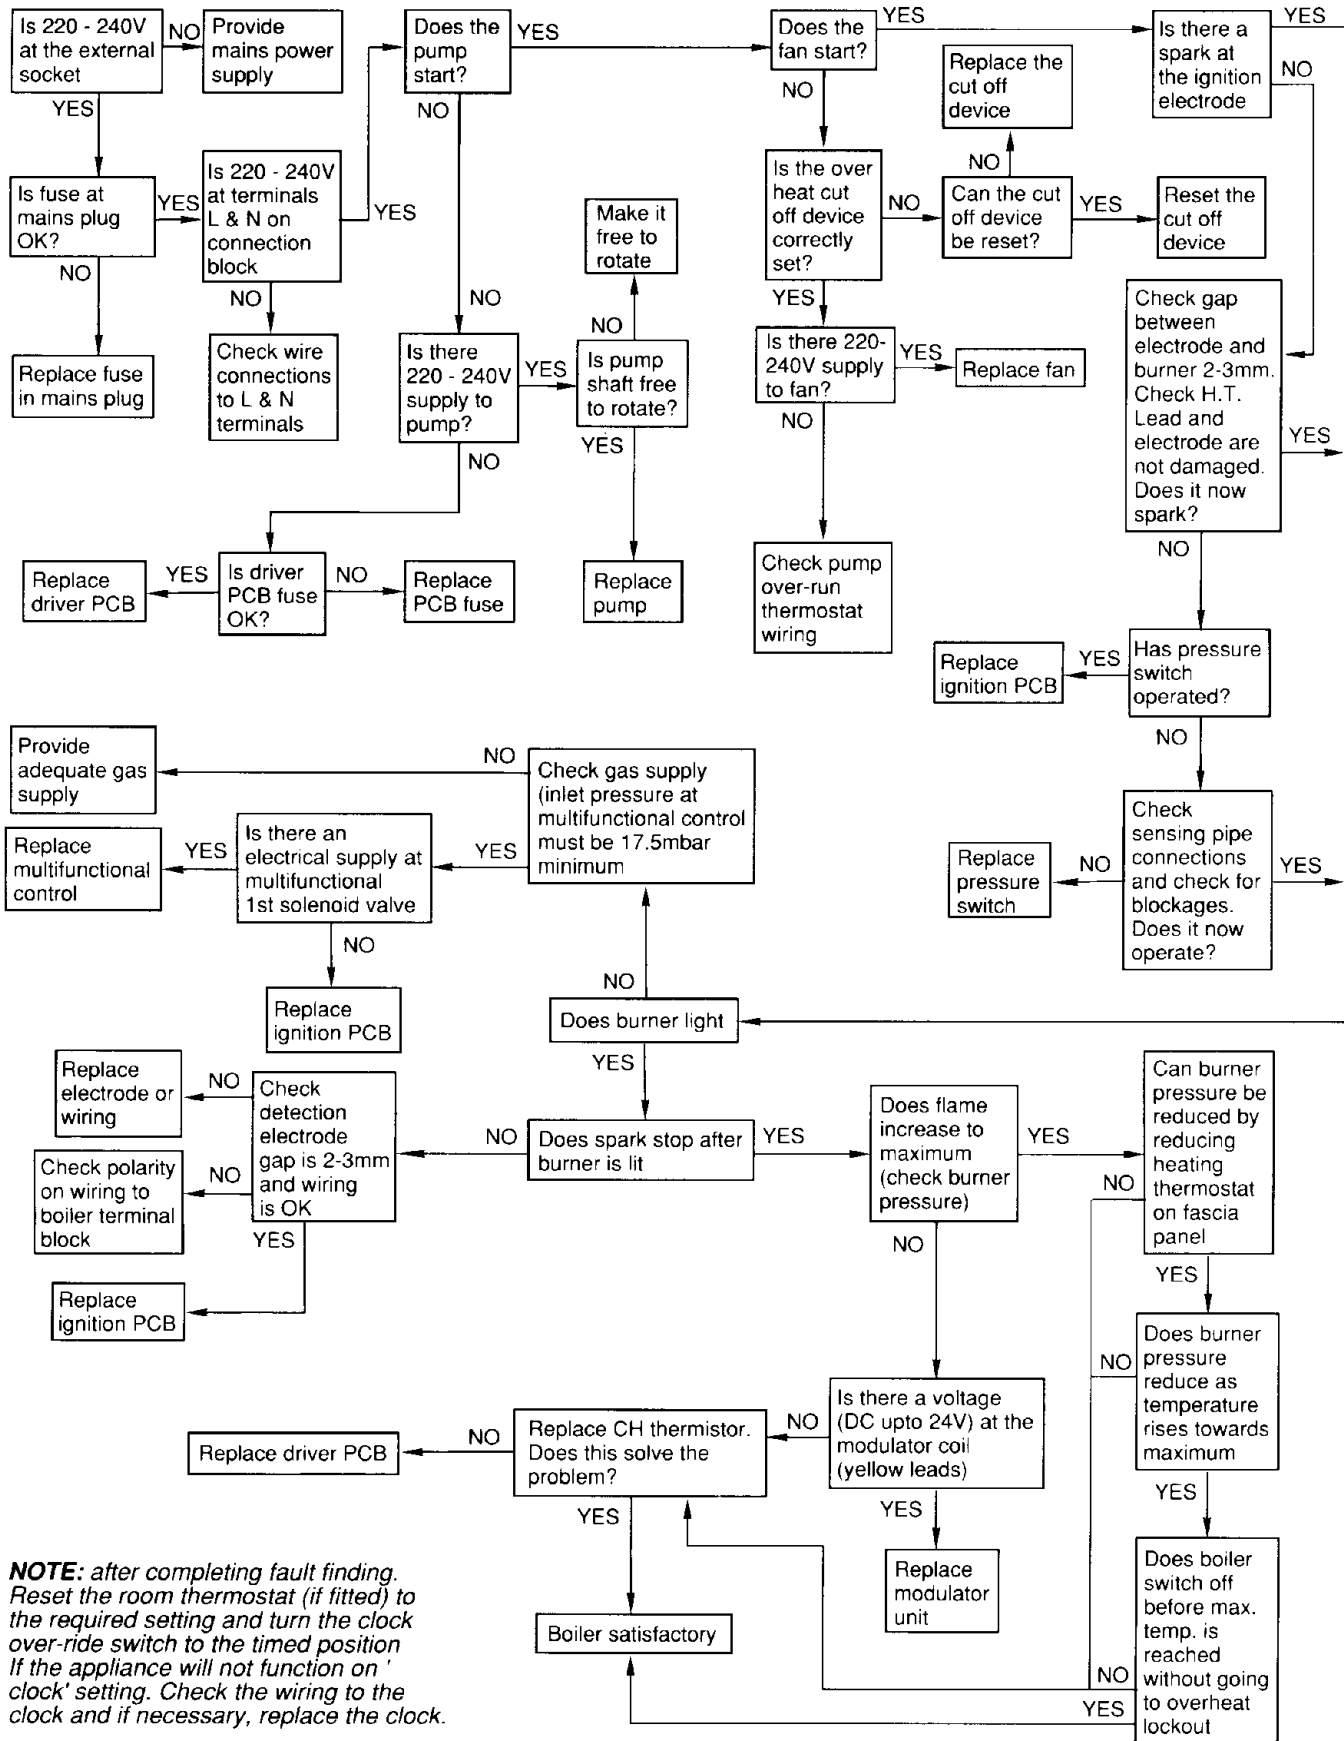 Is 220 - 240V
at the external
socket
NO
Provide
mains power
supply
YES
Is fuse at
mains plug
OK?
YES
NO
Replace fuse
in mains plug
Is 220 - 240V
at terminals
L & N on
connection
block
YES
NO
Check wire
connections
to L & N
terminals
Does the
pump
start?
YES
NO
NO
Is there
220 - 240V
supply to
pump?
YES
NO
Is pump
shaft free
to rotate?
NO
Make it
free to
rotate
YES
Replace
pump
Is driver
PCB fuse
OK?
YES
Replace
driver PCB
NO
Replace
PCB fuse
Does the
fan start?
YES
NO
Is the over
heat cut
off device
correctly
set?
NO
Can the cut
off device
be reset?
NO
Replace the
cut off
device
YES
Reset the
cut off
device
YES
Is there 220-
240V supply
to fan?
YES
Replace fan
NO
Check pump
over-run
thermostat
wiring
Is there a
spark at
the ignition
electrode
YES
NO
Check gap
between
electrode and
burner 2-3mm.
Check H.T.
Lead and
electrode are
not damaged.
Does it now
spark?
YES
NO
Has pressure
switch
operated?
YES
Replace
ignition PCB
NO
Check
sensing pipe
connections
and check for
blockages.
Does it now
operate?
NO
Replace
pressure
switch
YES
Does burner light
NO
Check gas supply
(inlet pressure at
multifunctional control
must be 17.5mbar
minimum
NO
Provide
adequate gas
supply
YES
Is there an
electrical supply at
multifunctional
1st solenoid valve
YES
Replace
multifunctional
control
NO
Replace
ignition PCB
YES
Does spark stop after
burner is lit
NO
Check
detection
electrode
gap is 2-3mm
and wiring
is OK
NO
Replace
electrode or
wiring
NO
Check polarity
on wiring to
boiler terminal
block
YES
Replace
ignition PCB
YES
Does flame
increase to
maximum
(check burner
pressure)
YES
NO
Can burner
pressure be
reduced by
reducing
heating
thermostat
on fascia
panel
NO
YES
Does burner
pressure
reduce as
temperature
rises towards
maximum
NO
YES
Does boiler
switch off
before max.
temp. is
reached
without going
to overheat
lockout
NO
YES
Is there a voltage
(DC upto 24V) at the
modulator coil
(yellow leads)
NO
YES
Replace
modulator
unit
Replace CH thermistor.
Does this solve the
problem?
NO
Replace driver PCB
YES
Boiler satisfactory
NOTE: after completing fault finding.
Reset the room thermostat (if fitted) to
the required setting and turn the clock
over-ride switch to the timed position
If the appliance will not function on '
clock' setting. Check the wiring to the
clock and if necessary, replace the clock.